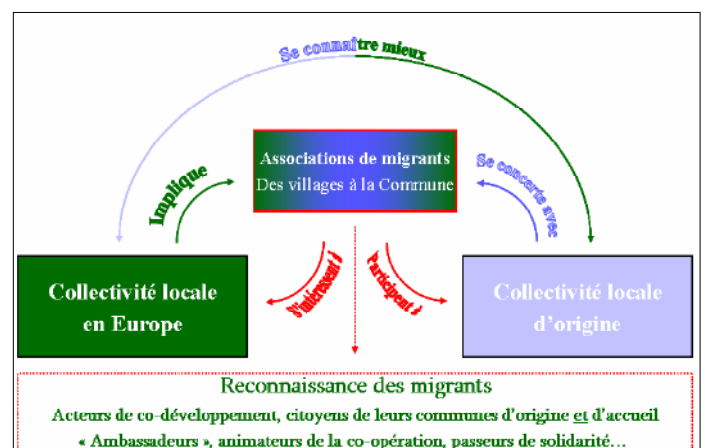 Se connaître mieux
Associations de migrants
Des villages à la Commune
Implique
Se concerte avec
Collectivité locale
en Europe
S'intéressent à
Participent à
Collectivité locale
d'origine
Reconnaissance des migrants
Acteurs de co-développement, citoyens de leurs communes d'origine et d'accueil
« Ambassadeurs », animateurs de la co-opération, passeurs de solidarité…